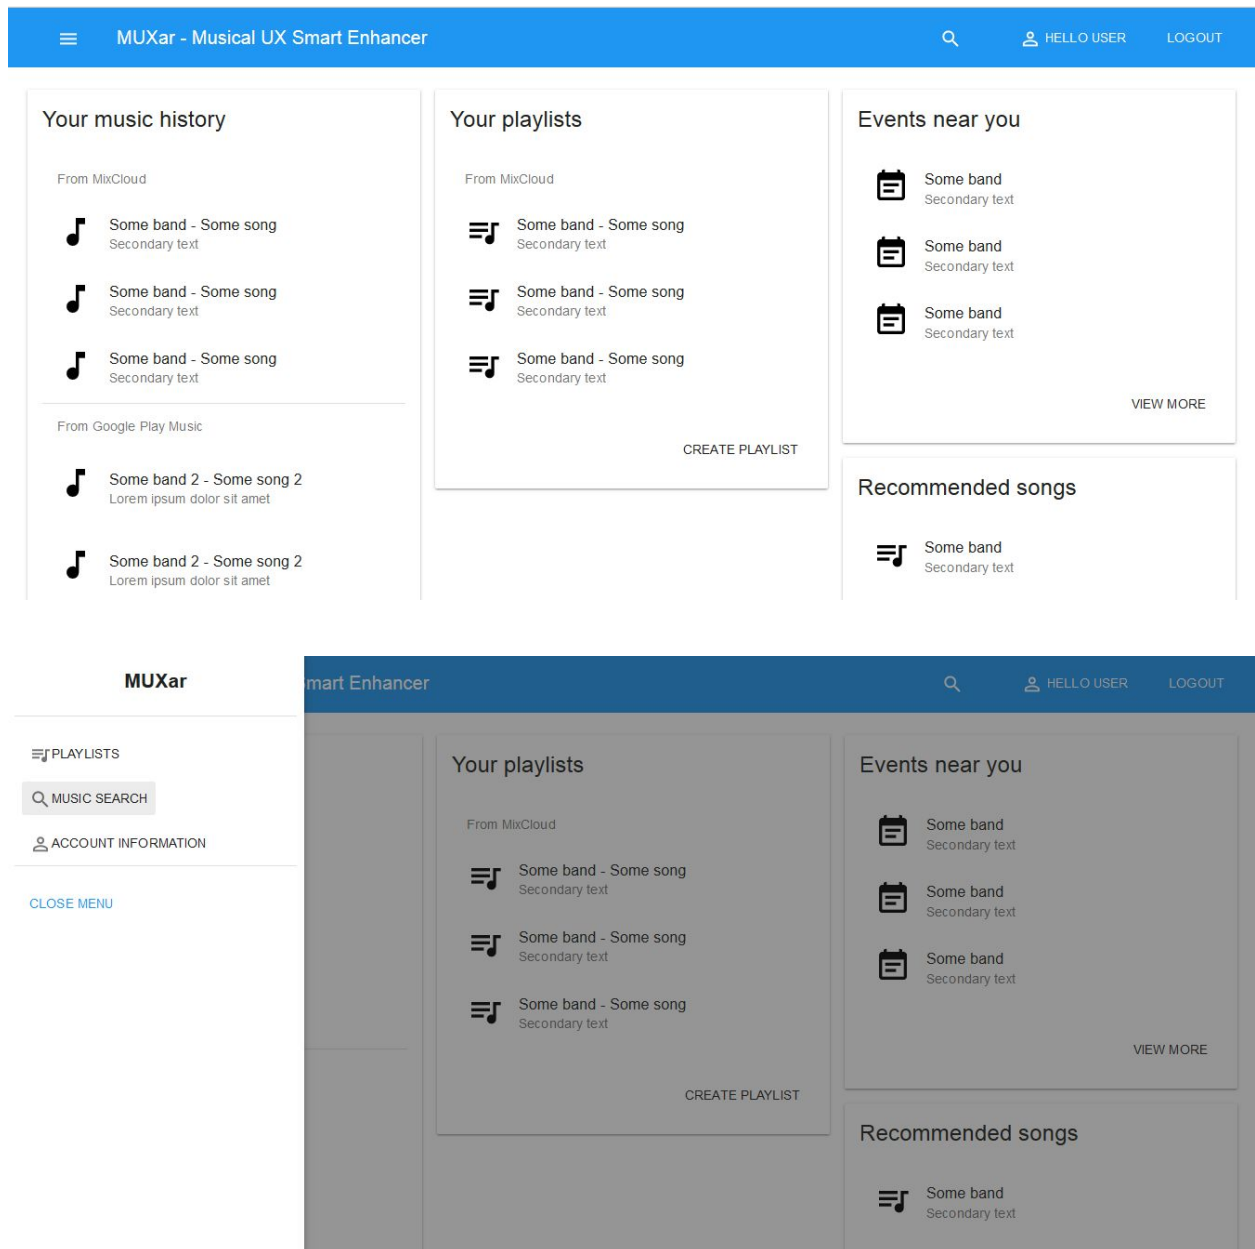 MUXar - Musical UX Smart Enhancer
HELLO USER
LOGOUT
Your music history
From MixCloud
Some band - Some song
Secondary text
Some band - Some song
Secondary text
Some band - Some song
Secondary text
From Google Play Music
Some band 2 - Some song 2
Lorem ipsum dolor sit amet
Some band 2 - Some song 2
Lorem ipsum dolor sit amet
Your playlists
From MixCloud
Some band - Some song
Secondary text
Some band - Some song
Secondary text
Some band - Some song
Secondary text
CREATE PLAYLIST
Events near you
Some band
Secondary text
Some band
Secondary text
Some band
Secondary text
VIEW MORE
Recommended songs
Some band
Secondary text
MUXar
PLAYLISTS
MUSIC SEARCH
ACCOUNT INFORMATION
CLOSE MENU
mart Enhancer
HELLO USER
LOGOUT
Your playlists
From MixCloud
Some band - Some song
Secondary text
Some band - Some song
Secondary text
Some band - Some song
Secondary text
CREATE PLAYLIST
Events near you
Some band
Secondary text
Some band
Secondary text
Some band
Secondary text
VIEW MORE
Recommended songs
Some band
Secondary text